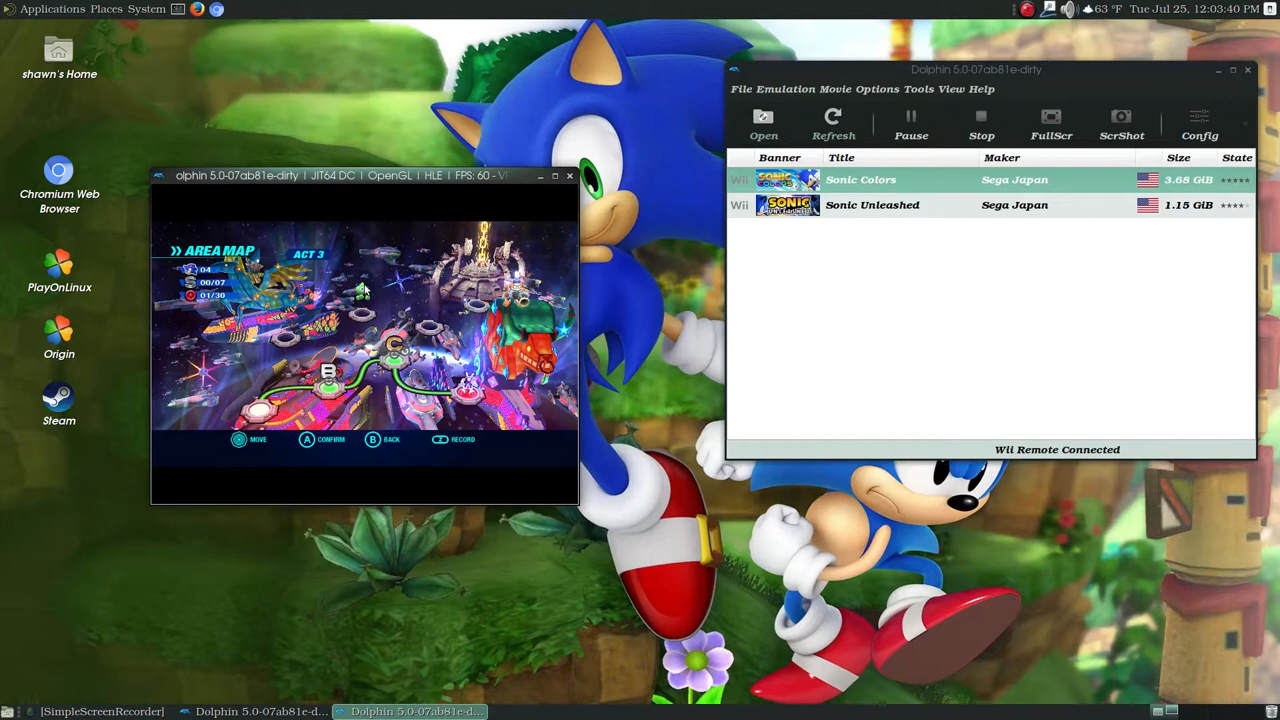 Applications Places System
63 °F Tue Jul 25, 12:03:40 PM
shawn's Home
Chromium Web
Browser
PlayOnLinux
Origin
Steam
olphin 5.0-07ab81e-dirty | JIT64 DC | OpenGL | HLE | FPS: 60 -
AREA MAP
ACT 3
04
00/07
01/30
B
C
MOVE
A CONFIRM
B BACK
RECORD
Dolphin 5.0-07ab81e-dirty
File Emulation Movie Options Tools View Help
Open Refresh Pause Stop FullScr ScrShot Config
Banner Title Maker Size State
Wii SONIC COLORS Sonic Colors Sega Japan 3.68 GiB
Wii SONIC UNLEASHED Sonic Unleashed Sega Japan 1.15 GiB
Wii Remote Connected
[SimpleScreenRecorder] Dolphin 5.0-07ab81e-d... Dolphin 5.0-07ab81e-d...